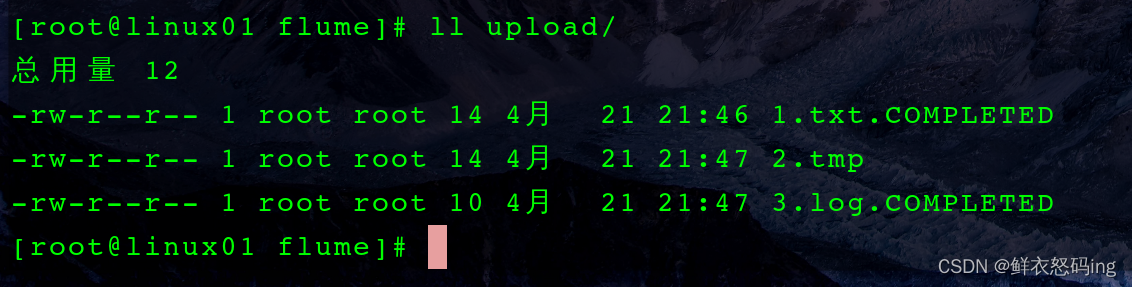 [root@linux01 flume]# ll upload/
总用量 12
-rw-r--r-- 1 root root 14 4月  21 21:46 1.txt.COMPLETED
-rw-r--r-- 1 root root 14 4月  21 21:47 2.tmp
-rw-r--r-- 1 root root 10 4月  21 21:47 3.log.COMPLETED
[root@linux01 flume]#
CSDN @鲜衣怒码ing